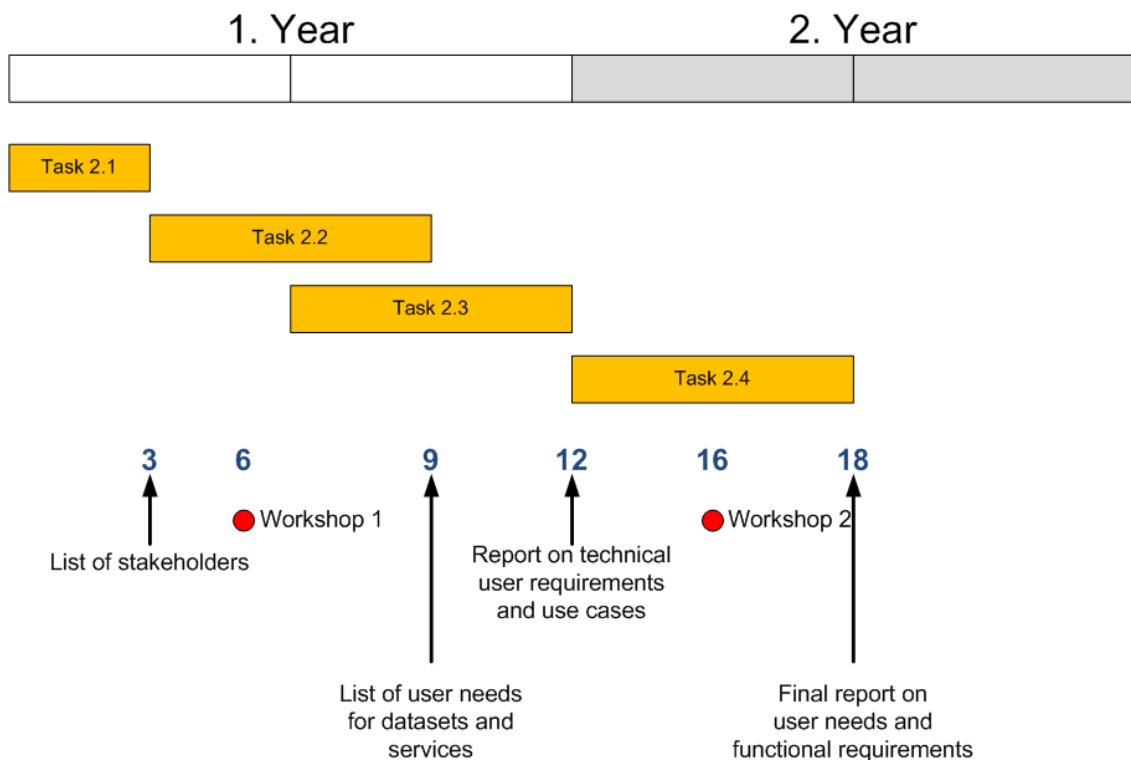 1. Year
2. Year
Task 2.1
Task 2.2
Task 2.3
Task 2.4
3
6
9
12
16
18
Workshop 1
Workshop 2
List of stakeholders
Report on technical
user requirements
and use cases
List of user needs
for datasets and
services
Final report on
user needs and
functional requirements